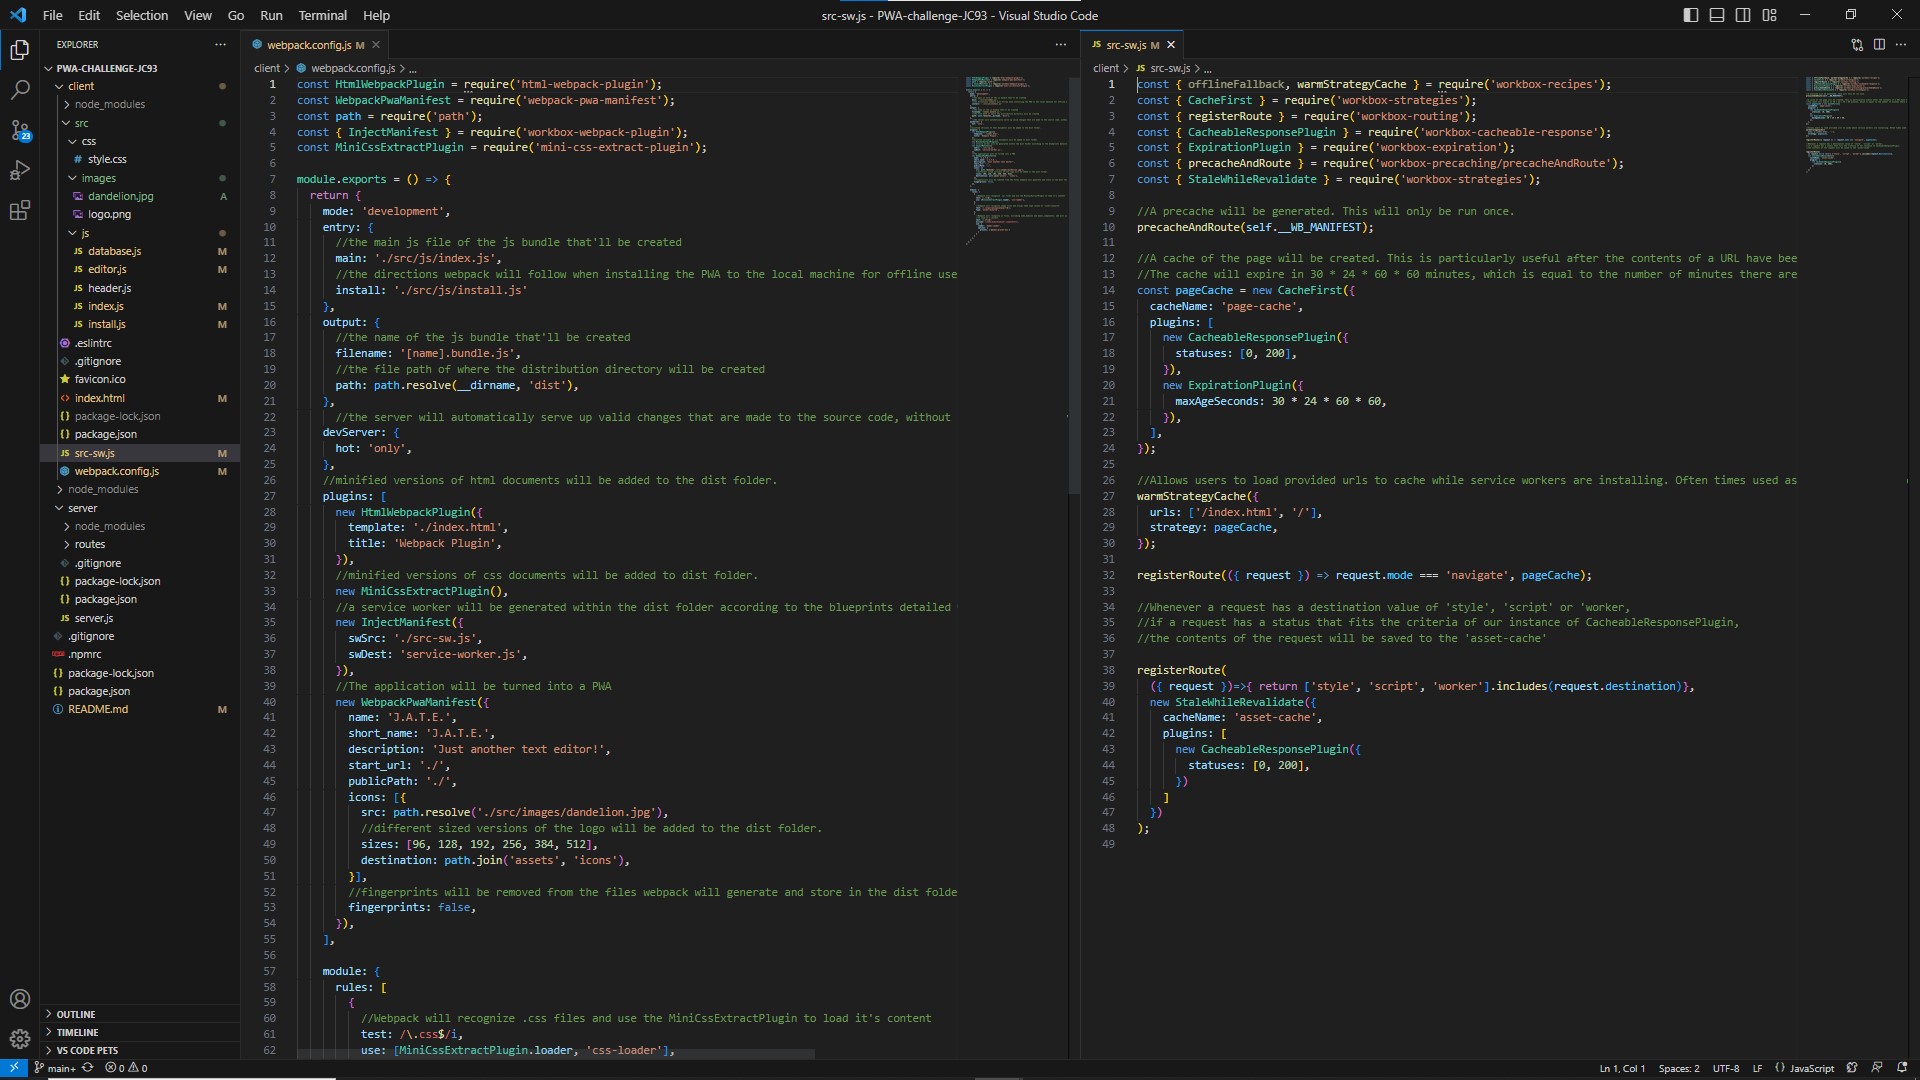 File Edit Selection View Go Run Terminal Help
src-sw.js - PWA-challenge-JC93 - Visual Studio Code
EXPLORER
PWA-CHALLENGE-JC93
client
node_modules
src
css
# style.css
images
dandelion.jpg A
logo.png
js
JS database.js M
JS editor.js M
JS header.js
JS index.js M
JS install.js M
.eslintrc
.gitignore
favicon.ico
<> index.html M
{} package-lock.json
{} package.json
JS src-sw.js M
webpack.config.js M
node_modules
server
node_modules
routes
.gitignore
{} package-lock.json
{} package.json
JS server.js
.gitignore
.npmrc
{} package-lock.json
{} package.json
README.md M
OUTLINE
TIMELINE
VS CODE PETS
23
webpack.config.js M
client > webpack.config.js > ...
1 const HtmlWebpackPlugin = require('html-webpack-plugin');
2 const WebpackPwaManifest = require('webpack-pwa-manifest');
3 const path = require('path');
4 const { InjectManifest } = require('workbox-webpack-plugin');
5 const MiniCssExtractPlugin = require('mini-css-extract-plugin');
6
7 module.exports = () => {
8 return {
9 mode: 'development',
10 entry: {
11 //the main js file of the js bundle that'll be created
12 main: './src/js/index.js',
13 //the directions webpack will follow when installing the PWA to the local machine for offline use
14 install: './src/js/install.js'
15 },
16 output: {
17 //the name of the js bundle that'll be created
18 filename: '[name].bundle.js',
19 //the file path of where the distribution directory will be created
20 path: path.resolve(__dirname, 'dist'),
21 },
22 //the server will automatically serve up valid changes that are made to the source code, without
23 devServer: {
24 hot: 'only',
25 },
26 //minified versions of html documents will be added to the dist folder.
27 plugins: [
28 new HtmlWebpackPlugin({
29 template: './index.html',
30 title: 'Webpack Plugin',
31 }),
32 //minified versions of css documents will be added to dist folder.
33 new MiniCssExtractPlugin(),
34 //a service worker will be generated within the dist folder according to the blueprints detailed
35 new InjectManifest({
36 swSrc: './src-sw.js',
37 swDest: 'service-worker.js',
38 }),
39 //The application will be turned into a PWA
40 new WebpackPwaManifest({
41 name: 'J.A.T.E.',
42 short_name: 'J.A.T.E.',
43 description: 'Just another text editor!',
44 start_url: './',
45 publicPath: './',
46 icons: [{
47 src: path.resolve('./src/images/dandelion.jpg'),
48 //different sized versions of the logo will be added to the dist folder.
49 sizes: [96, 128, 192, 256, 384, 512],
50 destination: path.join('assets', 'icons'),
51 }],
52 //fingerprints will be removed from the files webpack will generate and store in the dist folde
53 fingerprints: false,
54 }),
55 ],
56
57 module: {
58 rules: [
59 {
60 //Webpack will recognize .css files and use the MiniCssExtractPlugin to load it's content
61 test: /\.css$/i,
62 use: [MiniCssExtractPlugin.loader, 'css-loader'],
JS src-sw.js M
client > JS src-sw.js > ...
1 const { offlineFallback, warmStrategyCache } = require('workbox-recipes');
2 const { CacheFirst } = require('workbox-strategies');
3 const { registerRoute } = require('workbox-routing');
4 const { CacheableResponsePlugin } = require('workbox-cacheable-response');
5 const { ExpirationPlugin } = require('workbox-expiration');
6 const { precacheAndRoute } = require('workbox-precaching/precacheAndRoute');
7 const { StaleWhileRevalidate } = require('workbox-strategies');
8
9 //A precache will be generated. This will only be run once.
10 precacheAndRoute(self.__WB_MANIFEST);
11
12 //A cache of the page will be created. This is particularly useful after the contents of a URL have bee
13 //The cache will expire in 30 * 24 * 60 * 60 minutes, which is equal to the number of minutes there are
14 const pageCache = new CacheFirst({
15 cacheName: 'page-cache',
16 plugins: [
17 new CacheableResponsePlugin({
18 statuses: [0, 200],
19 }),
20 new ExpirationPlugin({
21 maxAgeSeconds: 30 * 24 * 60 * 60,
22 }),
23 ],
24 });
25
26 //Allows users to load provided urls to cache while service workers are installing. Often times used as
27 warmStrategyCache({
28 urls: ['/index.html', '/'],
29 strategy: pageCache,
30 });
31
32 registerRoute(({ request }) => request.mode === 'navigate', pageCache);
33
34 //Whenever a request has a destination value of 'style', 'script' or 'worker,
35 //if a request has a status that fits the criteria of our instance of CacheableResponsePlugin,
36 //the contents of the request will be saved to the 'asset-cache'
37
38 registerRoute(
39 ({ request })=>{ return ['style', 'script', 'worker'].includes(request.destination)},
40 new StaleWhileRevalidate({
41 cacheName: 'asset-cache',
42 plugins: [
43 new CacheableResponsePlugin({
44 statuses: [0, 200],
45 })
46 ]
47 })
48 );
49
main+ 0 0
Ln 1, Col 1 Spaces: 2 UTF-8 LF {} JavaScript